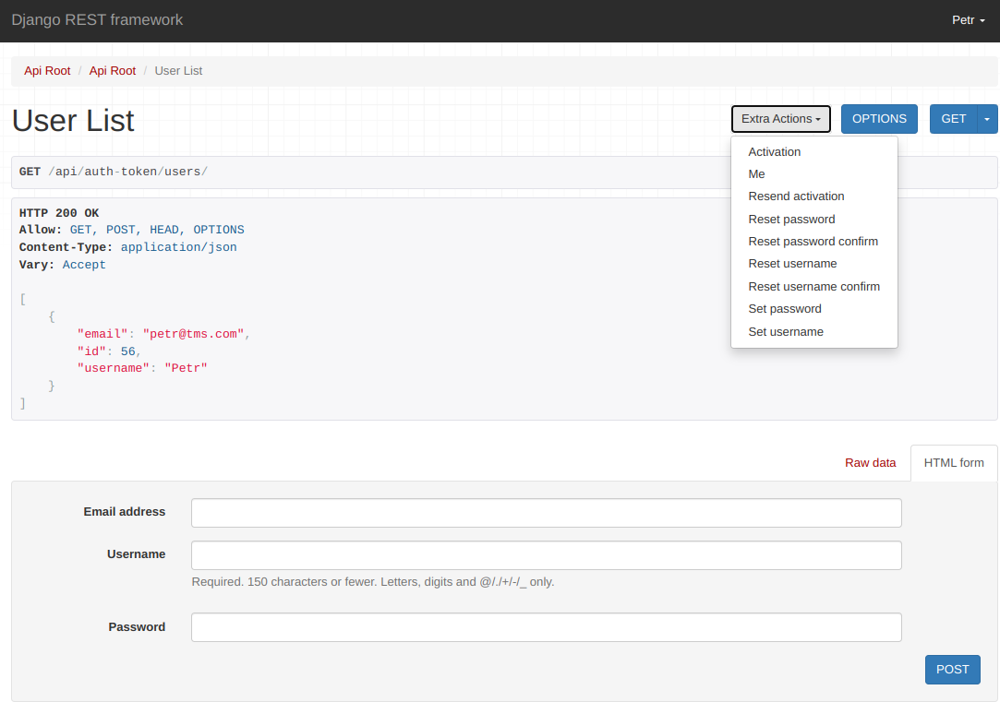 Django REST framework
Petr
Api Root / Api Root / User List
User List
Extra Actions
OPTIONS
GET
Activation
Me
Resend activation
Reset password
Reset password confirm
Reset username
Reset username confirm
Set password
Set username
GET /api/auth-token/users/
HTTP 200 OK
Allow: GET, POST, HEAD, OPTIONS
Content-Type: application/json
Vary: Accept
[
{
"email": "petr@tms.com",
"id": 56,
"username": "Petr"
}
]
Raw data
HTML form
Email address
Username
Required. 150 characters or fewer. Letters, digits and @/./+/-/_ only.
Password
POST